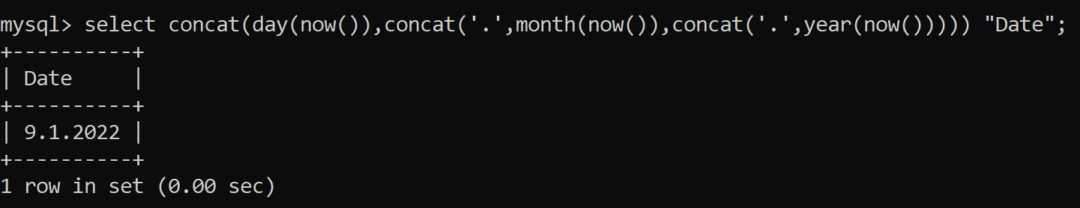 mysql> select concat(day(now()),concat('.',month(now()),concat('.',year(now())))) "Date";
+----------+
| Date     |
+----------+
| 9.1.2022 |
+----------+
1 row in set (0.00 sec)